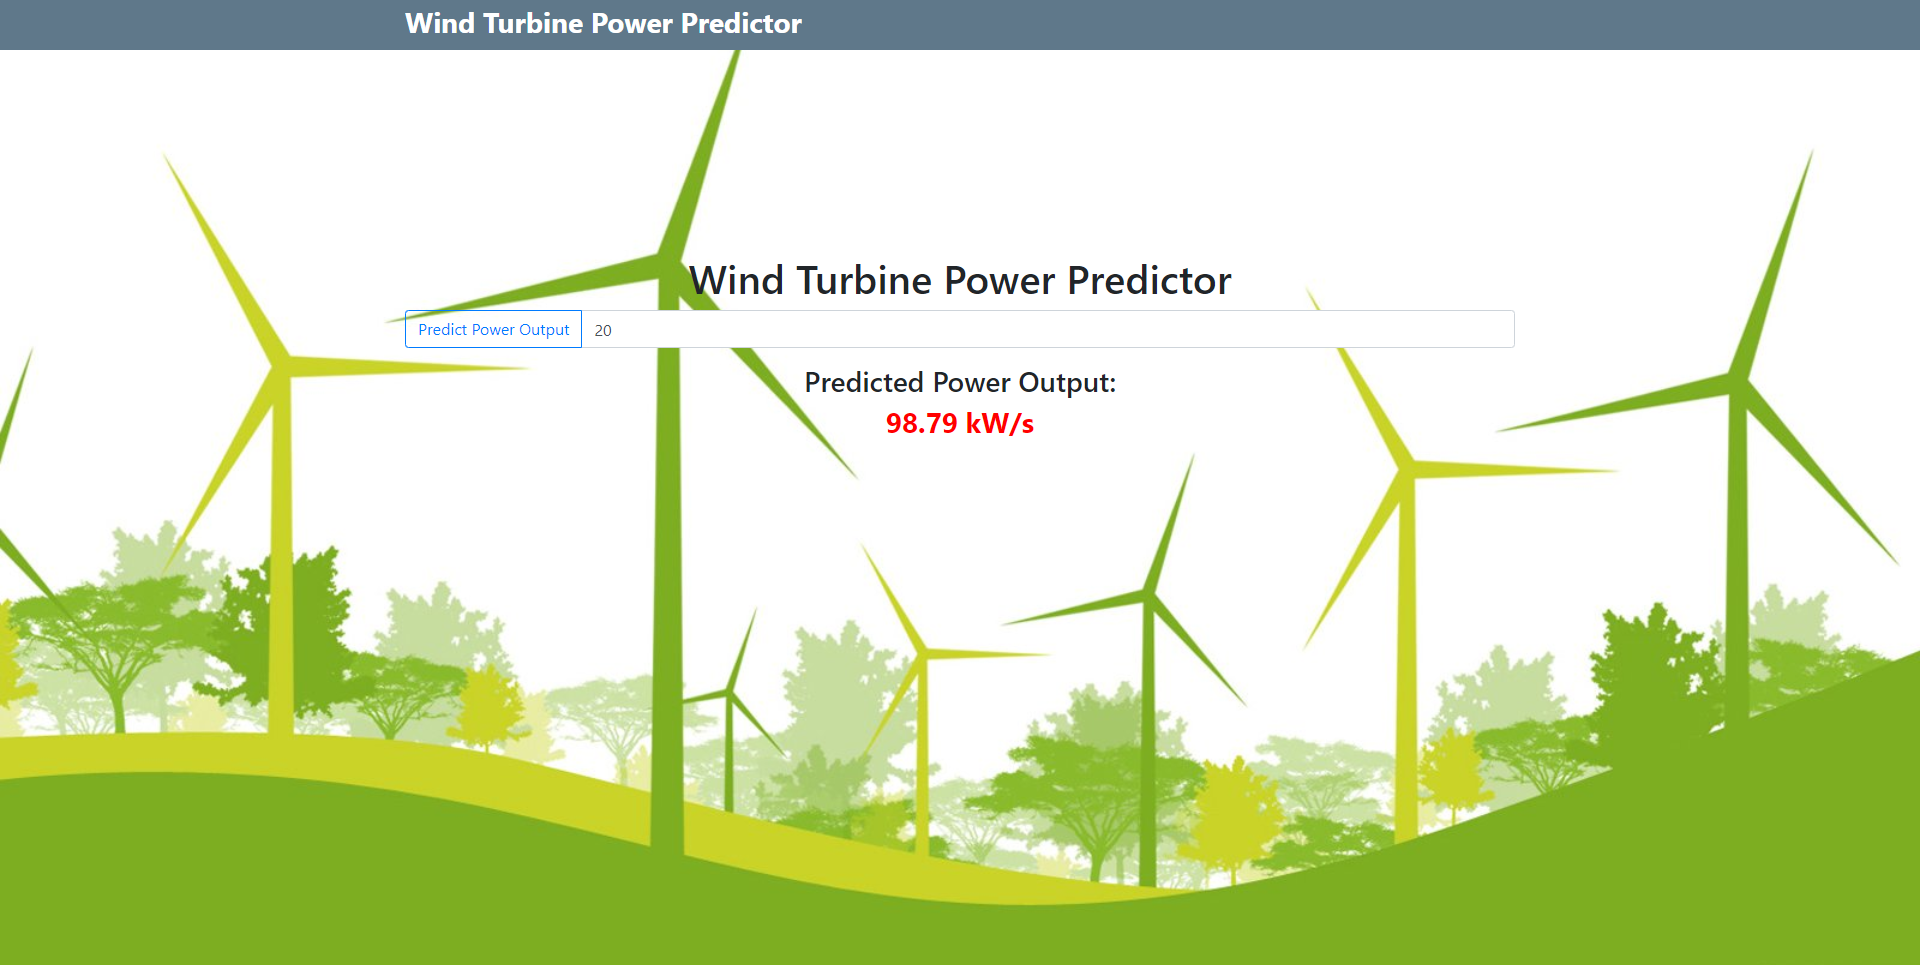 Wind Turbine Power Predictor
Wind Turbine Power Predictor
Predict Power Output 20
Predicted Power Output:
98.79 kW/s